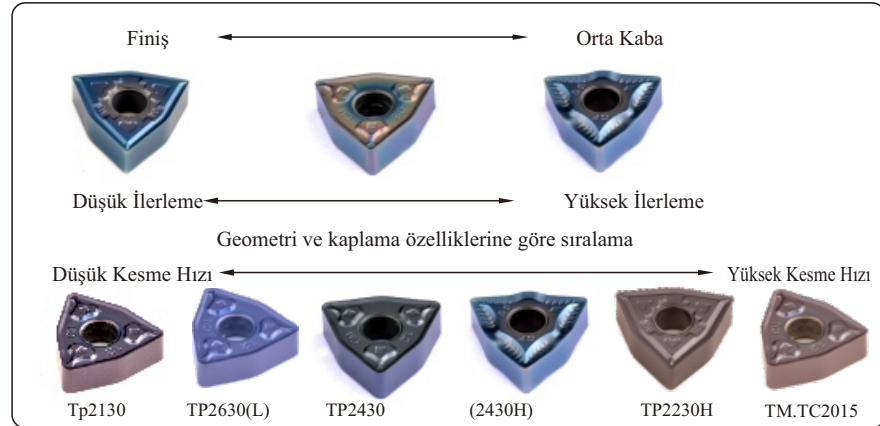 Finiş Orta Kaba
Düşük İlerleme Yüksek İlerleme
Geometri ve kaplama özelliklerine göre sıralama
Düşük Kesme Hızı Yüksek Kesme Hızı
Tp2130 TP2630(L) TP2430 (2430H) TP2230H TM.TC2015